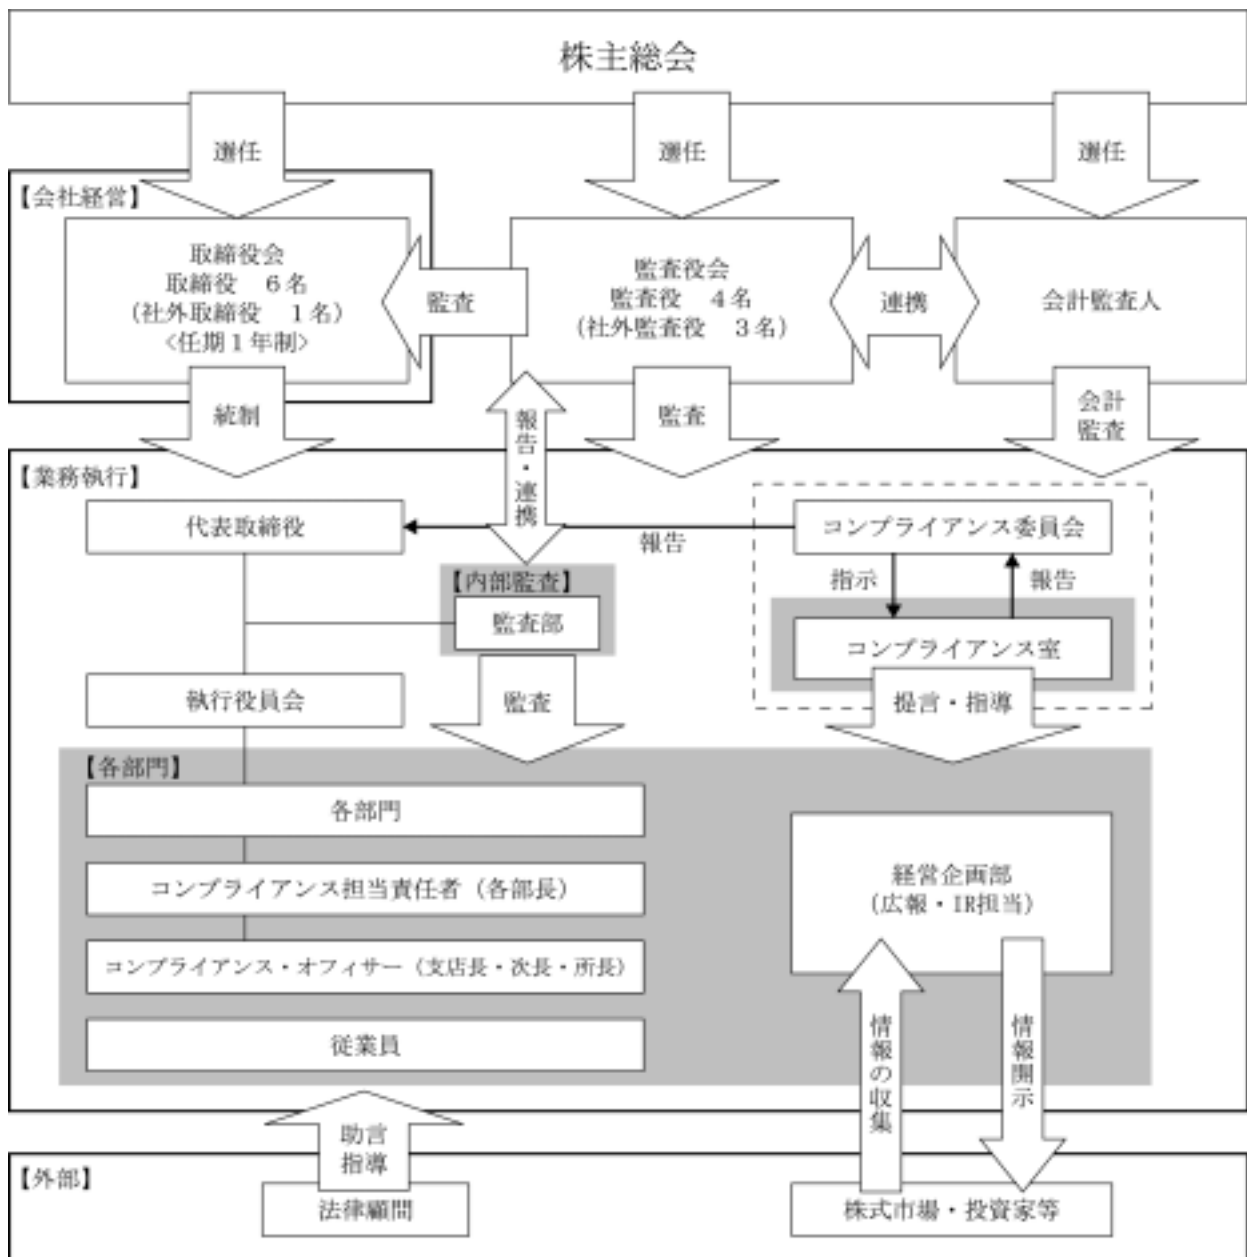 株主総会
選任
選任
選任
【会社経営】
取締役会
取締役　6名
(社外取締役　1名)
<任期1年制>
監査
監査役会
監査役　4名
(社外監査役　3名)
連携
会計監査人
統制
報告・連携
監査
会計
監査
【業務執行】
代表取締役
報告
コンプライアンス委員会
指示
報告
【内部監査】
監査部
コンプライアンス室
執行役員会
監査
提言・指導
【各部門】
各部門
コンプライアンス担当責任者（各部長）
コンプライアンス・オフィサー（支店長・次長・所長）
従業員
経営企画部
（広報・IR担当）
情報の収集
情報開示
助言
指導
【外部】
法律顧問
株式市場・投資家等